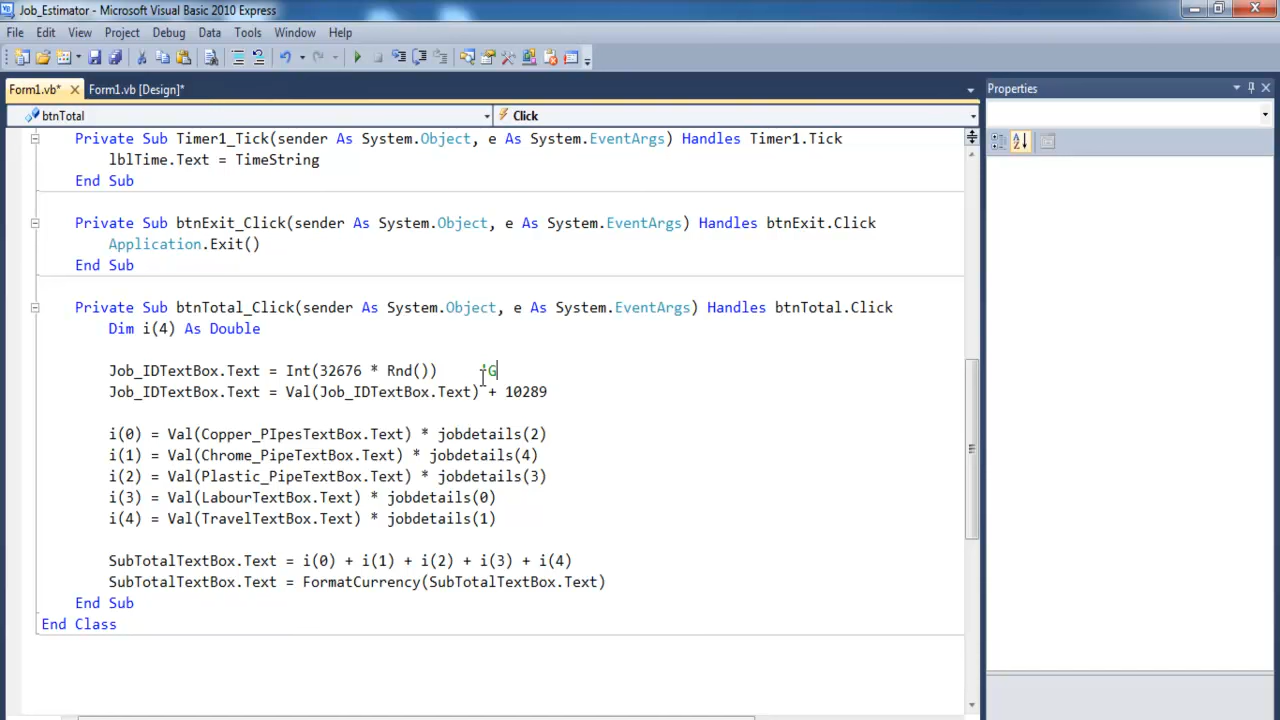 Job_Estimator - Microsoft Visual Basic 2010 Express
File Edit View Project Debug Data Tools Window Help
Form1.vb* Form1.vb [Design]*
Properties
btnTotal Click
Private Sub Timer1_Tick(sender As System.Object, e As System.EventArgs) Handles Timer1.Tick
lblTime.Text = TimeString
End Sub
Private Sub btnExit_Click(sender As System.Object, e As System.EventArgs) Handles btnExit.Click
Application.Exit()
End Sub
Private Sub btnTotal_Click(sender As System.Object, e As System.EventArgs) Handles btnTotal.Click
Dim i(4) As Double
Job_IDTextBox.Text = Int(32676 * Rnd()) 'G
Job_IDTextBox.Text = Val(Job_IDTextBox.Text) + 10289
i(0) = Val(Copper_PIpesTextBox.Text) * jobdetails(2)
i(1) = Val(Chrome_PipeTextBox.Text) * jobdetails(4)
i(2) = Val(Plastic_PipeTextBox.Text) * jobdetails(3)
i(3) = Val(LabourTextBox.Text) * jobdetails(0)
i(4) = Val(TravelTextBox.Text) * jobdetails(1)
SubTotalTextBox.Text = i(0) + i(1) + i(2) + i(3) + i(4)
SubTotalTextBox.Text = FormatCurrency(SubTotalTextBox.Text)
End Sub
End Class